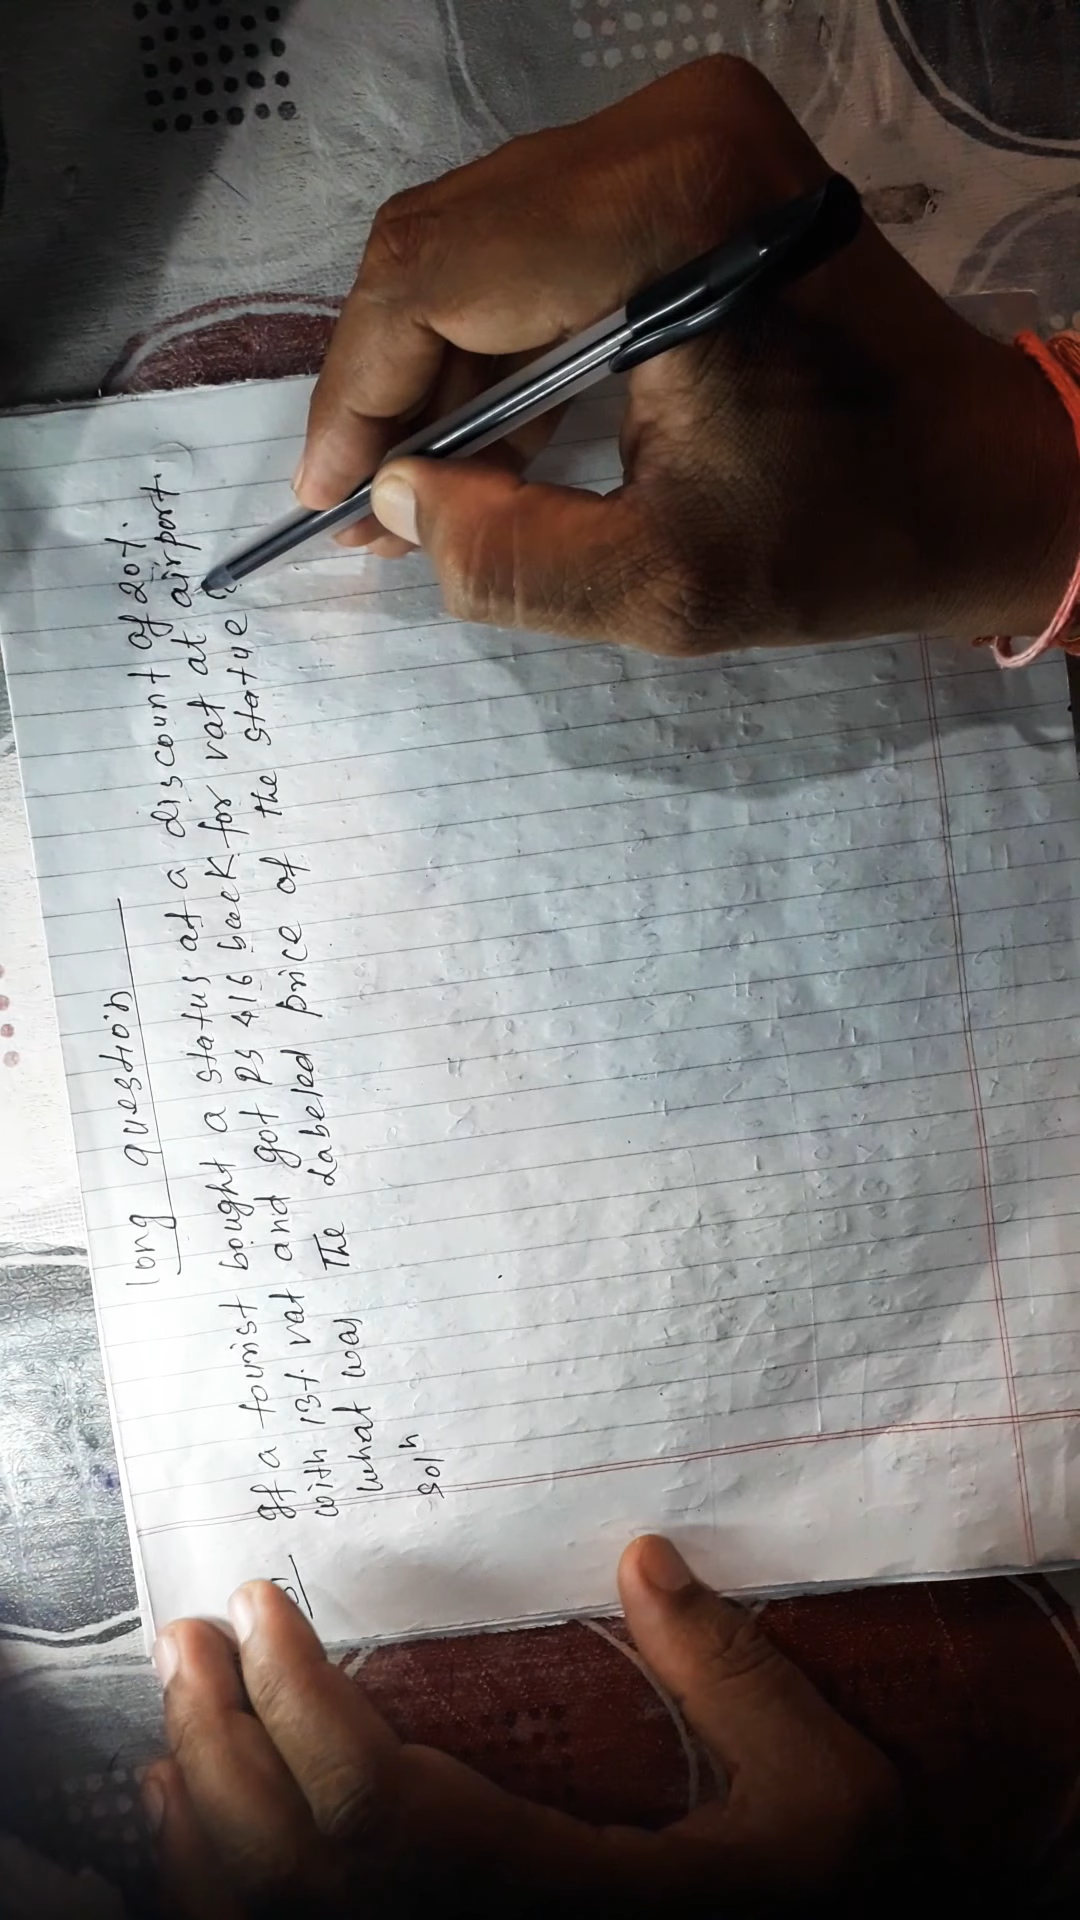 long question
If a tourist bought a status at a discount of 20%
with 13% vat and got Rs 416 back for vat at airport.
What was The Labeled price of the statue ?
soln